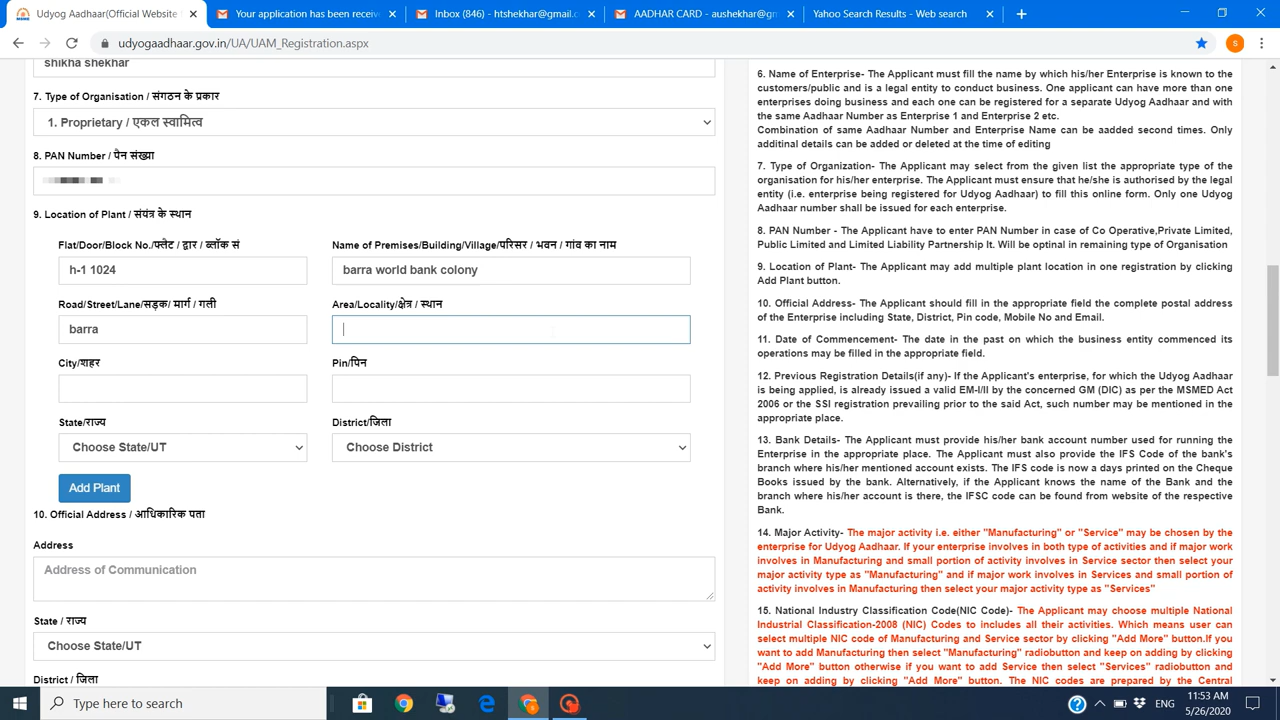 Udyog Aadhaar(Official Website
Your application has been receiv
Inbox (846) - htshekhar@gmail.c
AADHAR CARD - aushekhar@gm
Yahoo Search Results - Web search
udyogaadhaar.gov.in/UA/UAM_Registration.aspx
shikha shekhar
7. Type of Organisation / संगठन के प्रकार
1. Proprietary / एकल स्वामित्व
8. PAN Number / पैन संख्या
9. Location of Plant / संयंत्र के स्थान
Flat/Door/Block No./फ्लैट / द्वार / ब्लॉक सं
Name of Premises/Building/Village/परिसर / भवन / गांव का नाम
h-1 1024
barra world bank colony
Road/Street/Lane/सड़क/ मार्ग / गली
Area/Locality/क्षेत्र / स्थान
barra
City/शहर
Pin/पिन
State/राज्य
District/जिला
Choose State/UT
Choose District
Add Plant
10. Official Address / आधिकारिक पता
Address
Address of Communication
State / राज्य
Choose State/UT
District / जिला
6. Name of Enterprise- The Applicant must fill the name by which his/her Enterprise is known to the
customers/public and is a legal entity to conduct business. One applicant can have more than one
enterprises doing business and each one can be registered for a separate Udyog Aadhaar and with
the same Aadhaar Number as Enterprise 1 and Enterprise 2 etc.
Combination of same Aadhaar Number and Enterprise Name can be aadded second times. Only
additinal details can be added or deleted at the time of editing
7. Type of Organization- The Applicant may select from the given list the appropriate type of the
organisation for his/her enterprise. The Applicant must ensure that he/she is authorised by the legal
entity (i.e. enterprise being registered for Udyog Aadhaar) to fill this online form. Only one Udyog
Aadhaar number shall be issued for each enterprise.
8. PAN Number - The Applicant have to enter PAN Number in case of Co Operative,Private Limited,
Public Limited and Limited Liability Partnership It. Will be optinal in remaining type of Organisation
9. Location of Plant- The Applicant may add multiple plant location in one registration by clicking
Add Plant button.
10. Official Address- The Applicant should fill in the appropriate field the complete postal address
of the Enterprise including State, District, Pin code, Mobile No and Email.
11. Date of Commencement- The date in the past on which the business entity commenced its
operations may be filled in the appropriate field.
12. Previous Registration Details(if any)- If the Applicant's enterprise, for which the Udyog Aadhaar
is being applied, is already issued a valid EM-I/II by the concerned GM (DIC) as per the MSMED Act
2006 or the SSI registration prevailing prior to the said Act, such number may be mentioned in the
appropriate place.
13. Bank Details- The Applicant must provide his/her bank account number used for running the
Enterprise in the appropriate place. The Applicant must also provide the IFS Code of the bank's
branch where his/her mentioned account exists. The IFS code is now a days printed on the Cheque
Books issued by the bank. Alternatively, if the Applicant knows the name of the Bank and the
branch where his/her account is there, the IFSC code can be found from website of the respective
Bank.
14. Major Activity- The major activity i.e. either "Manufacturing" or "Service" may be chosen by the
enterprise for Udyog Aadhaar. If your enterprise involves in both type of activities and if major work
involves in Manufacturing and small portion of activity involves in Service sector then select your
major activity type as "Manufacturing" and if major work involves in Services and small portion of
activity involves in Manufacturing then select your major activity type as "Services"
15. National Industry Classification Code(NIC Code)- The Applicant may choose multiple National
Industrial Classification-2008 (NIC) Codes to includes all their activities. Which means user can
select multiple NIC code of Manufacturing and Service sector by clicking "Add More" button.If you
want to add Manufacturing then select "Manufacturing" radiobutton and keep on adding by clicking
"Add More" button otherwise if you want to add Service then select "Services" radiobutton and
keep on adding by clicking "Add More" button. The NIC codes are prepared by the Central
Type here to search
ENG
11:53 AM
5/26/2020